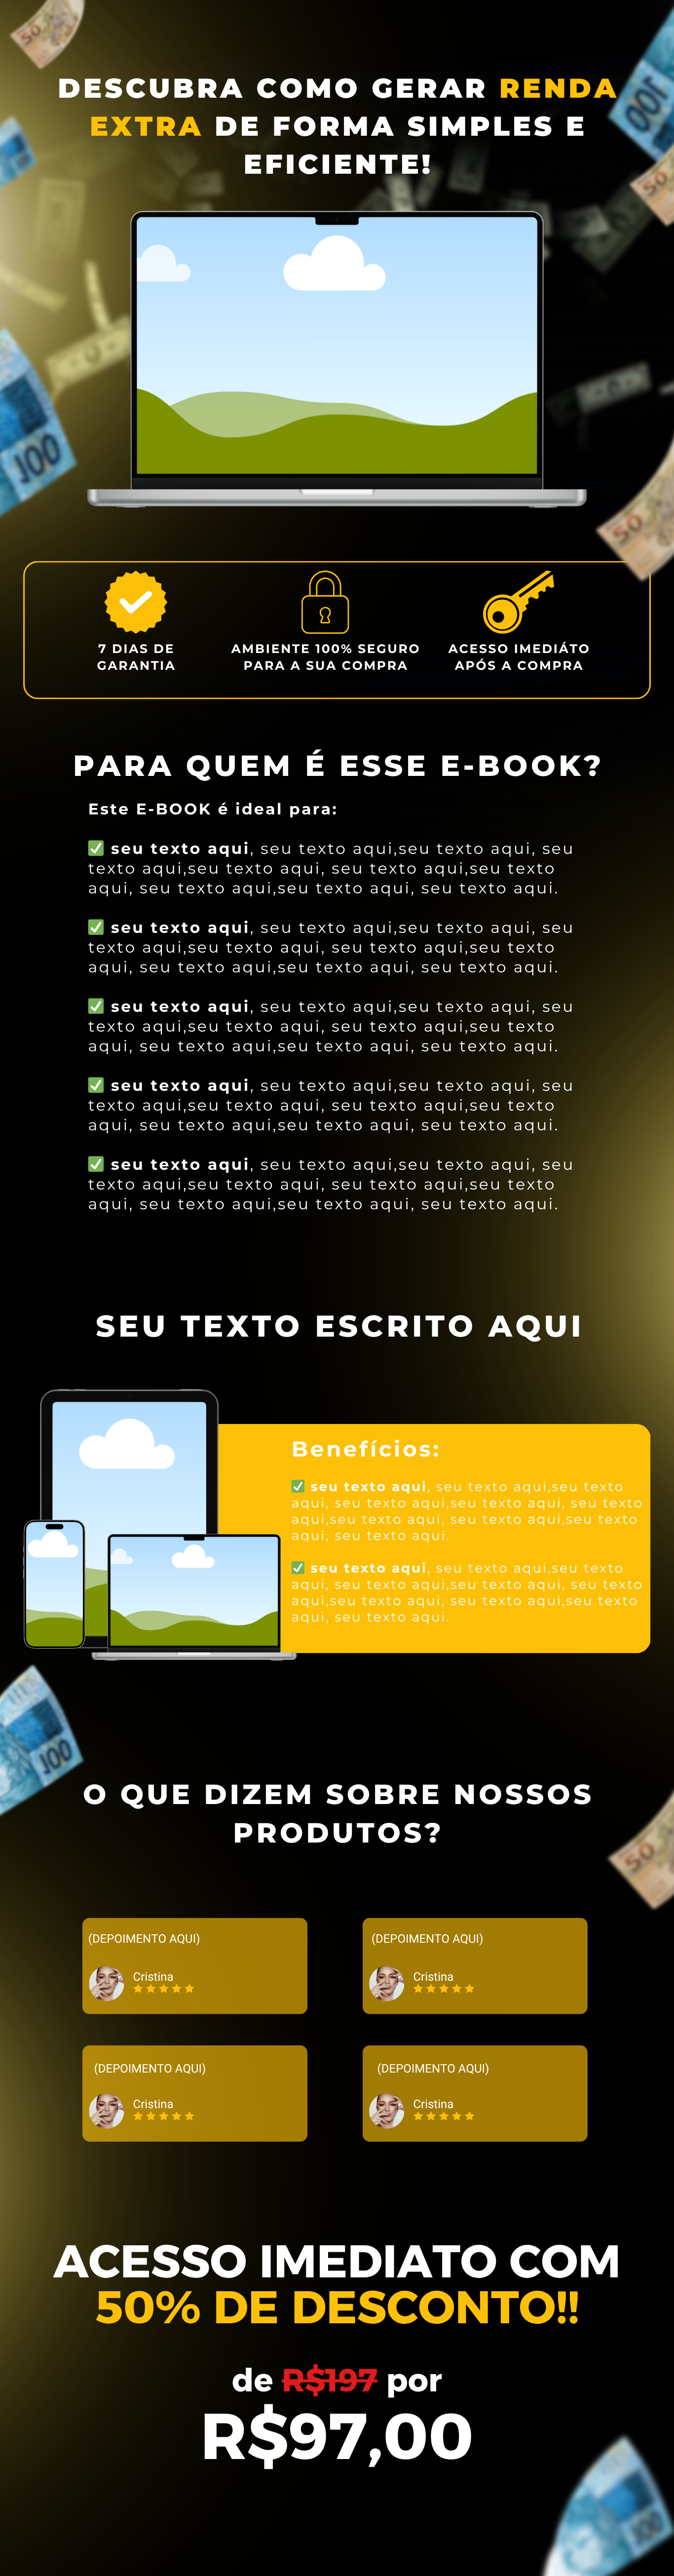 50
100
DESCUBRA COMO GERAR RENDA
EXTRA DE FORMA SIMPLES E
EFICIENTE!
50
100
50
7 DIAS DE
GARANTIA
AMBIENTE 100% SEGURO
PARA A SUA COMPRA
ACESSO IMEDIÁTO
APÓS A COMPRA
PARA QUEM É ESSE E-BOOK?
Este E-BOOK é ideal para:
✅ seu texto aqui, seu texto aqui,seu texto aqui, seu
texto aqui,seu texto aqui, seu texto aqui,seu texto
aqui, seu texto aqui,seu texto aqui, seu texto aqui.
✅ seu texto aqui, seu texto aqui,seu texto aqui, seu
texto aqui,seu texto aqui, seu texto aqui,seu texto
aqui, seu texto aqui,seu texto aqui, seu texto aqui.
✅ seu texto aqui, seu texto aqui,seu texto aqui, seu
texto aqui,seu texto aqui, seu texto aqui,seu texto
aqui, seu texto aqui,seu texto aqui, seu texto aqui.
✅ seu texto aqui, seu texto aqui,seu texto aqui, seu
texto aqui,seu texto aqui, seu texto aqui,seu texto
aqui, seu texto aqui,seu texto aqui, seu texto aqui.
✅ seu texto aqui, seu texto aqui,seu texto aqui, seu
texto aqui,seu texto aqui, seu texto aqui,seu texto
aqui, seu texto aqui,seu texto aqui, seu texto aqui.
SEU TEXTO ESCRITO AQUI
Benefícios:
✅ seu texto aqui, seu texto aqui,seu texto
aqui, seu texto aqui,seu texto aqui, seu texto
aqui,seu texto aqui, seu texto aqui,seu texto
aqui, seu texto aqui.
✅ seu texto aqui, seu texto aqui,seu texto
aqui, seu texto aqui,seu texto aqui, seu texto
aqui,seu texto aqui, seu texto aqui,seu texto
aqui, seu texto aqui.
100
O QUE DIZEM SOBRE NOSSOS
PRODUTOS?
50
(DEPOIMENTO AQUI)
Cristina
(DEPOIMENTO AQUI)
Cristina
(DEPOIMENTO AQUI)
Cristina
(DEPOIMENTO AQUI)
Cristina
ACESSO IMEDIATO COM
50% DE DESCONTO!!
de R$197 por
R$97,00